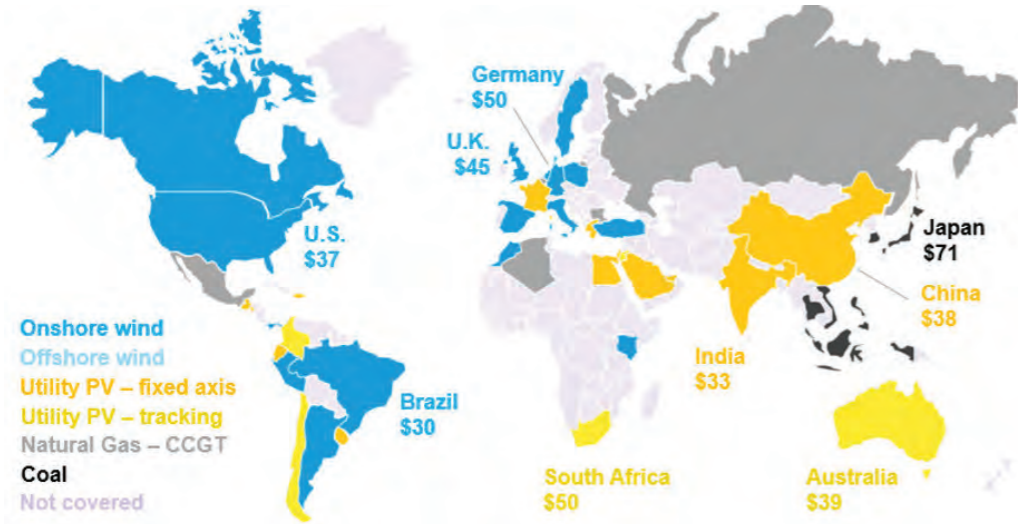 Germany
$50
U.K.
$45
U.S.
$37
Japan
$71
China
$38
India
$33
Brazil
$30
South Africa
$50
Australia
$39
Onshore wind
Offshore wind
Utility PV – fixed axis
Utility PV – tracking
Natural Gas – CCGT
Coal
Not covered